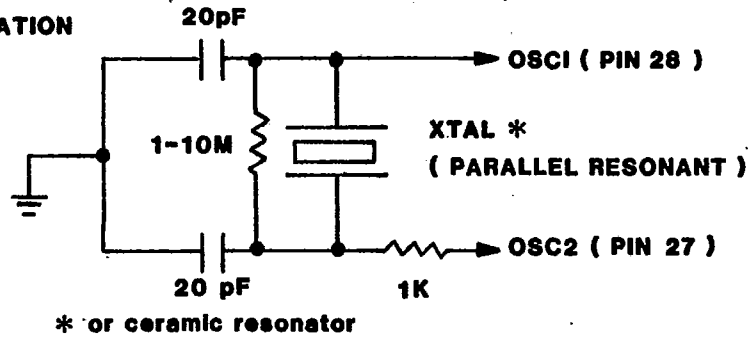 ATION
20pF
OSCI ( PIN 28 )
1-10M
XTAL *
( PARALLEL RESONANT )
OSC2 ( PIN 27 )
20 pF
1K
* or ceramic resonator